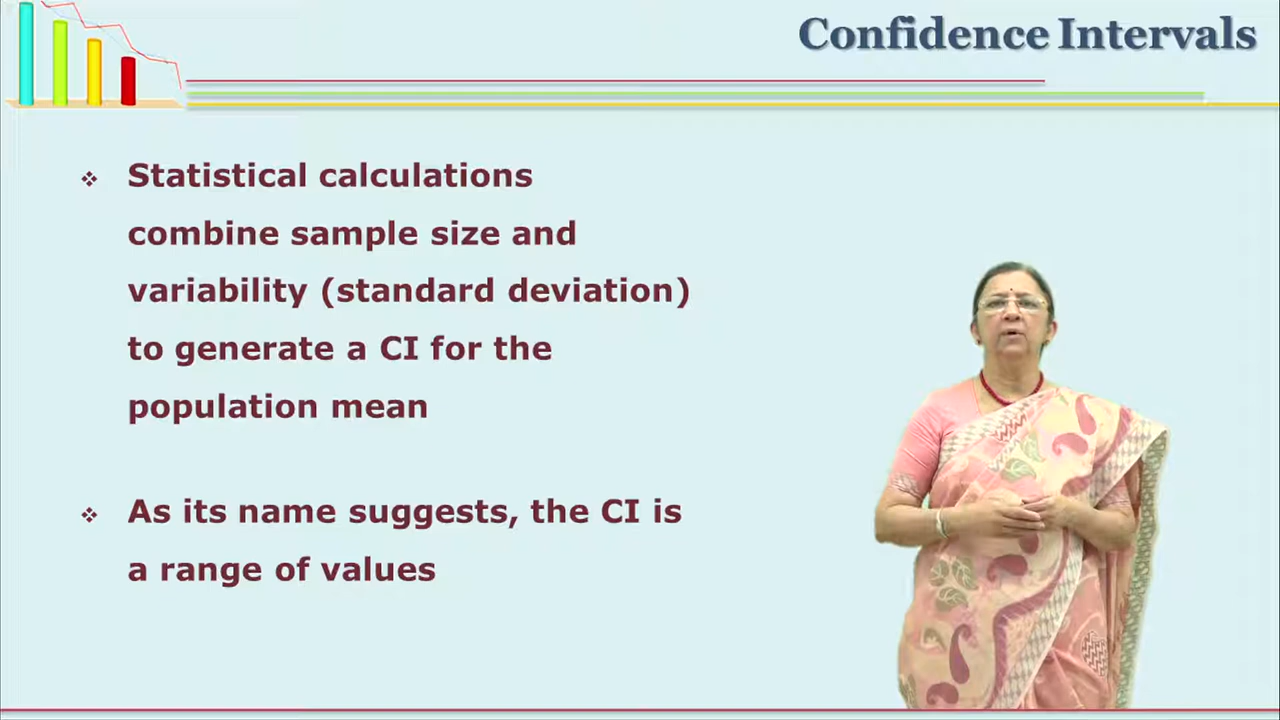 Confidence Intervals
❖ Statistical calculations
combine sample size and
variability (standard deviation)
to generate a CI for the
population mean
❖ As its name suggests, the CI is
a range of values